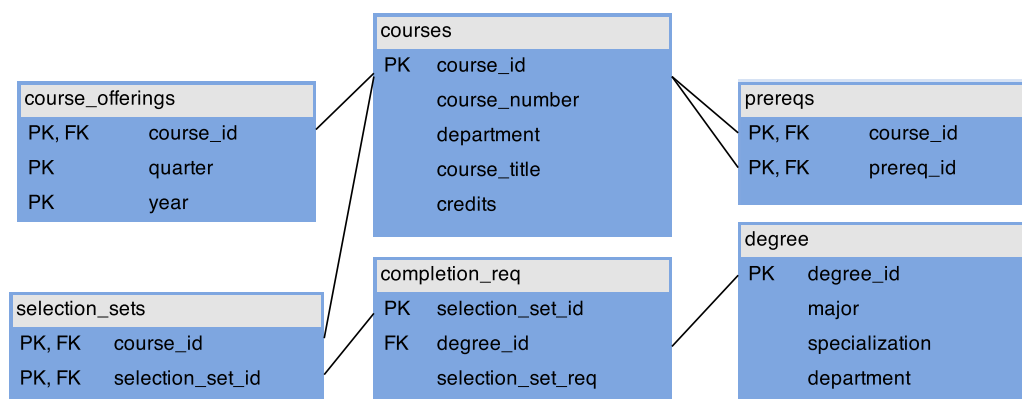 courses
PK course_id
course_number
department
course_title
credits
course_offerings
PK, FK course_id
PK quarter
PK year
prereqs
PK, FK course_id
PK, FK prereq_id
selection_sets
PK, FK course_id
PK, FK selection_set_id
completion_req
PK selection_set_id
FK degree_id
selection_set_req
degree
PK degree_id
major
specialization
department